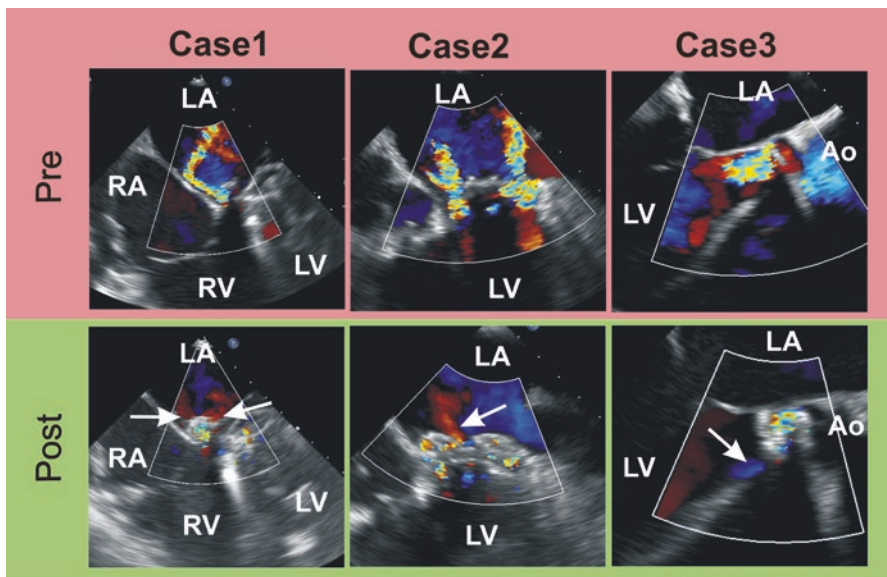 Case1 Case2 Case3
Pre
LA LA LA
RA Ao
LV
RV LV LV
Post
LA LA LA
RA Ao
LV LV
RV LV